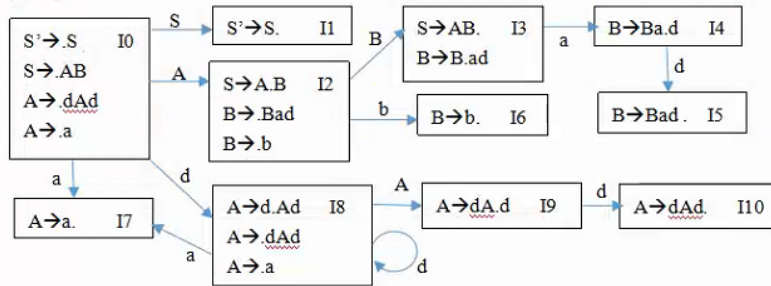 S'→.S I0
S→.AB
A→.dAd
A→.a
S
S'→S. I1
A
S→A.B I2
B→.Bad
B→.b
B
S→AB. I3
B→B.ad
a
B→Ba.d I4
d
B→Bad . I5
b
B→b. I6
a
d
A→a. I7
A→d.Ad I8
A→.dAd
A→.a
a
d
A
A→dA.d I9
d
A→dAd. I10